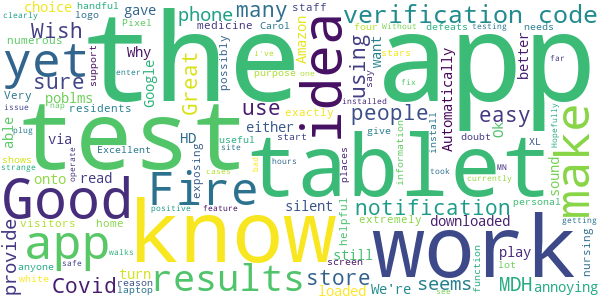 choice handful logo gave many staff the app verification code
clearly Pixel medicine Carol
Wish phone idea using four defeats testing
numerous Why possibly Amazon Without needs
Very yet Google Great want say better far
support enter purpose i've one stars fix
issue sure poblms use people installed Automatically easy
residents test exactly give install doubt XL
able plug via HD either start places tablet Ok took MN make
shows onto operate Excellent useful site hours information currently
strange nap read cases bad sound Hopefully
Good Fire exposing silent notification personal
provide visitors positive feature helpful extremely downloaded work getting
app home know still seems function play nursing
anyone safe walks screen lot
Covid turn results store We're MDH annoying
white reason laptop loaded see